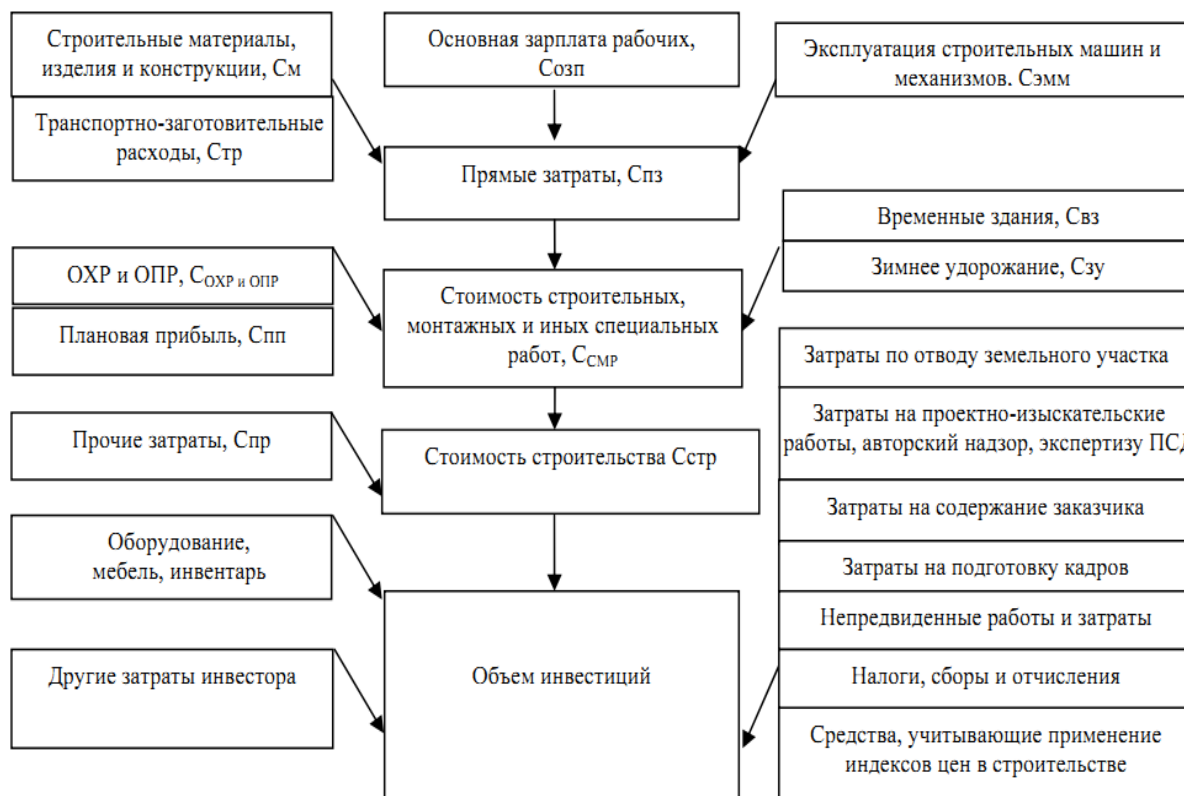 Строительные материалы,
изделия и конструкции, См
Транспортно-заготовительные
расходы, Стр
Основная зарплата рабочих,
Созп
Эксплуатация строительных машин и
механизмов. Сэмм
Прямые затраты, Спз
Временные здания, Свз
Зимнее удорожание, Сзу
ОХР и ОПР, СОХР и ОПР
Плановая прибыль, Спп
Стоимость строительных,
монтажных и иных специальных
работ, ССМР
Затраты по отводу земельного участка
Затраты на проектно-изыскательские
работы, авторский надзор, экспертизу ПСД
Затраты на содержание заказчика
Затраты на подготовку кадров
Непредвиденные работы и затраты
Налоги, сборы и отчисления
Средства, учитывающие применение
индексов цен в строительстве
Прочие затраты, Спр
Стоимость строительства Сстр
Оборудование,
мебель, инвентарь
Другие затраты инвестора
Объем инвестиций